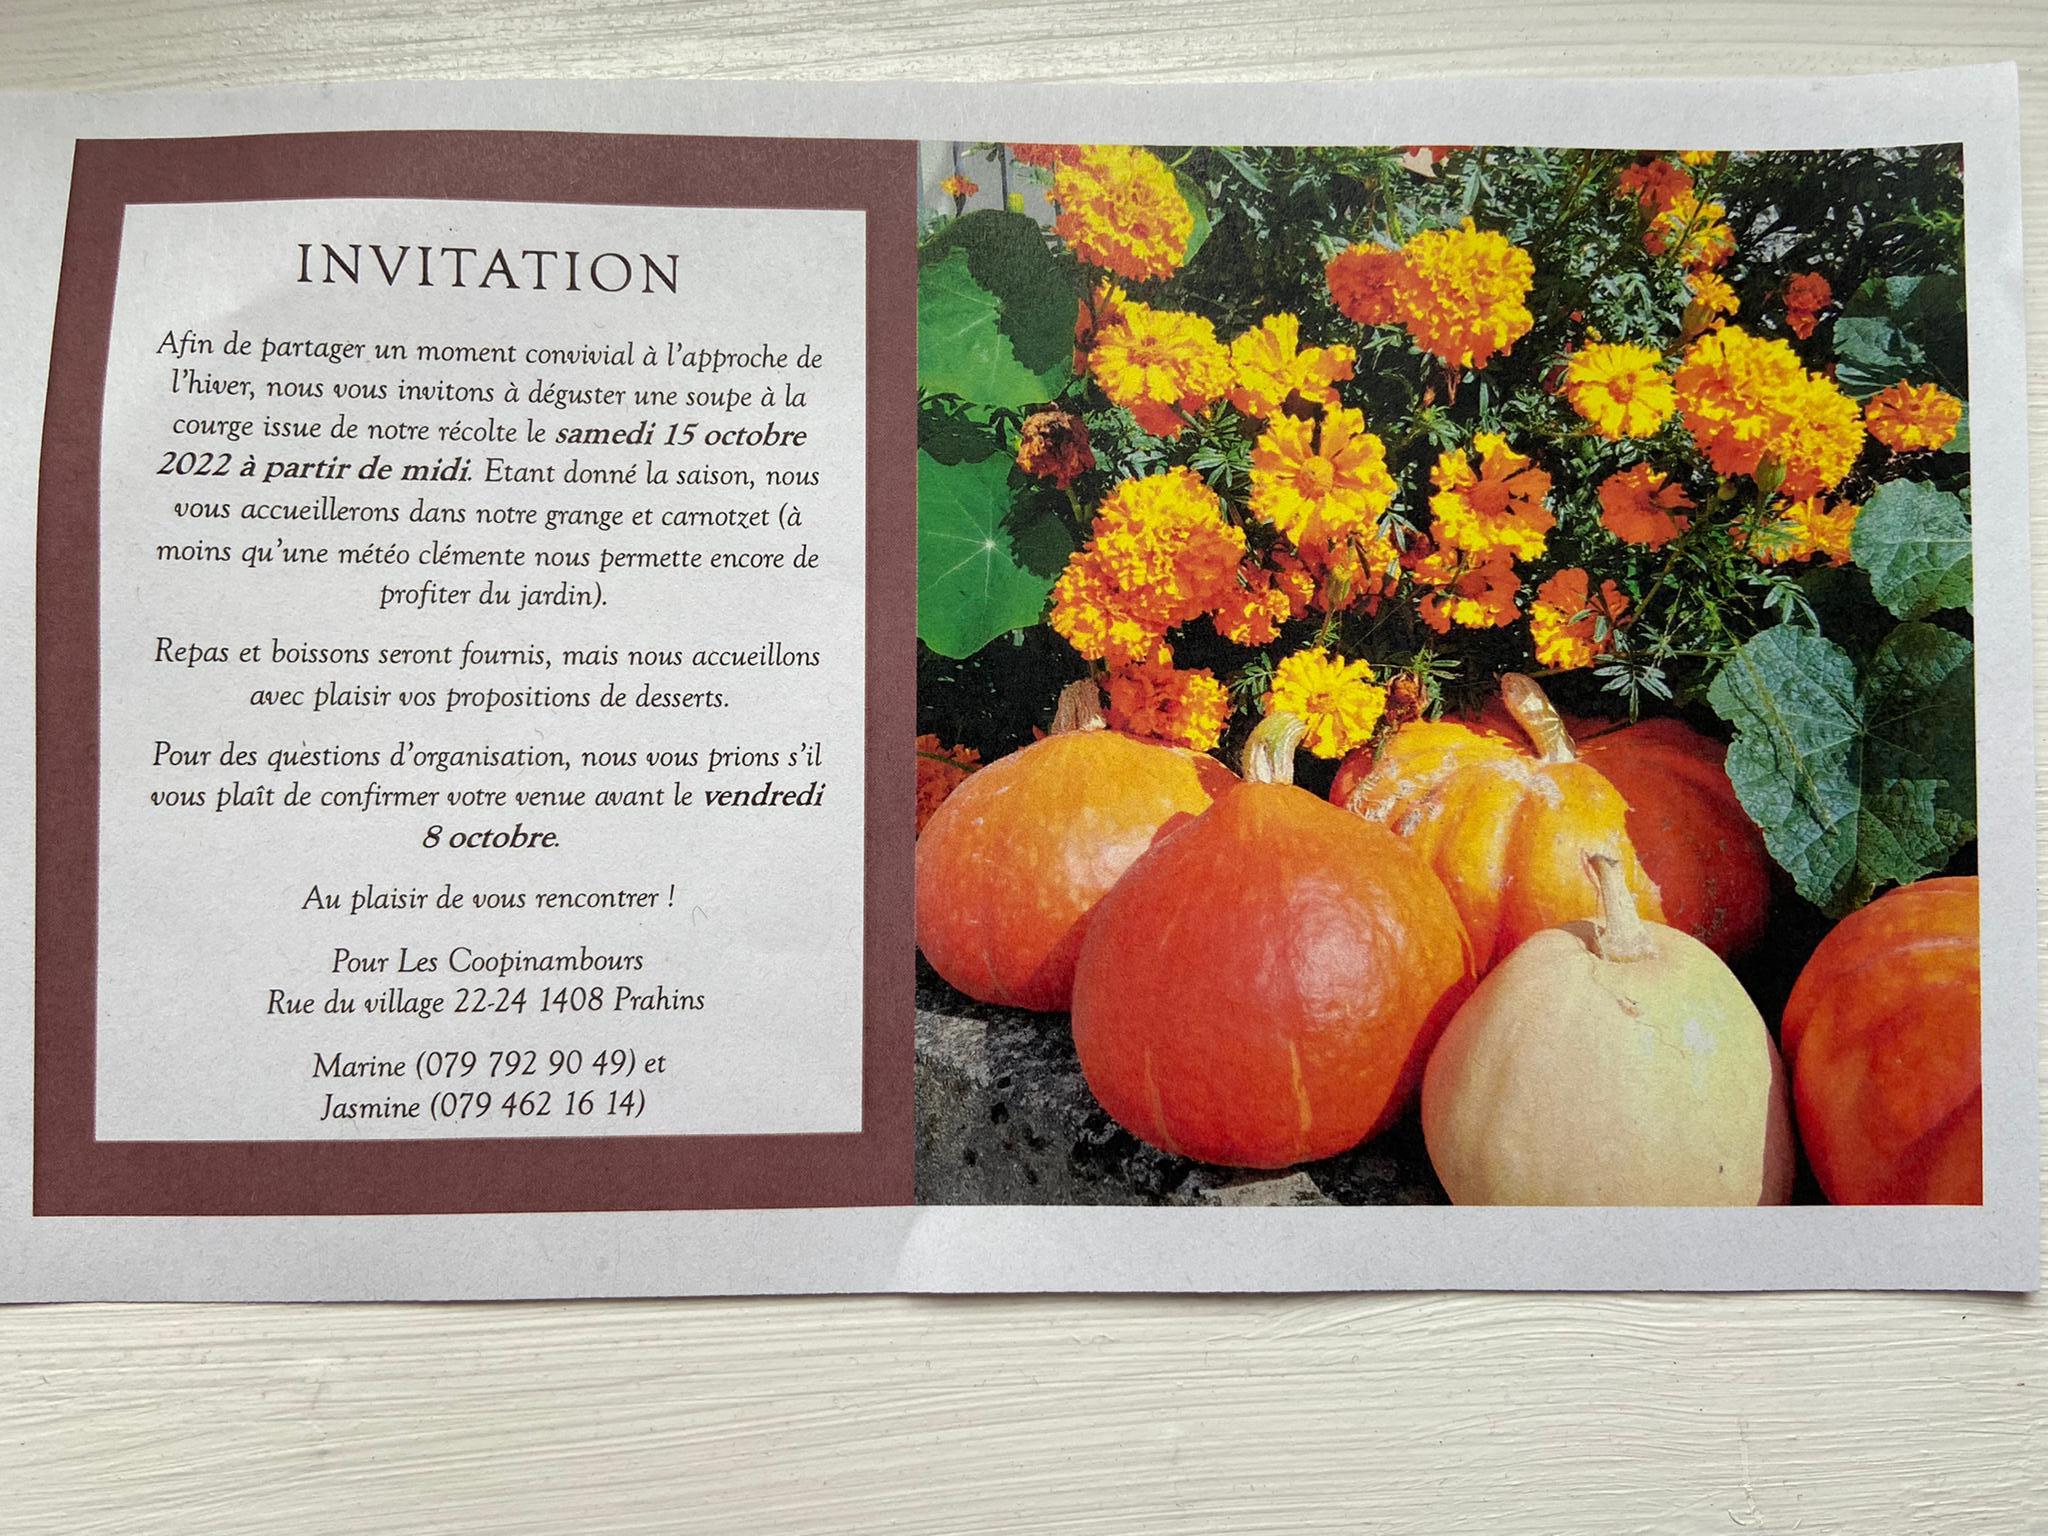 INVITATION
Afin de partager un moment convivial à l'approche de
l'hiver, nous vous invitons à déguster une soupe à la
courge issue de notre récolte le samedi 15 octobre
2022 à partir de midi. Etant donné la saison, nous
vous accueillerons dans notre grange et carnotzet (à
moins qu'une météo clémente nous permette encore de
profiter du jardin).
Repas et boissons seront fournis, mais nous accueillons
avec plaisir vos propositions de desserts.
Pour des questions d'organisation, nous vous prions s'il
vous plaît de confirmer votre venue avant le vendredi
8 octobre.
Au plaisir de vous rencontrer !
Pour Les Coopinambours
Rue du village 22-24 1408 Prahins
Marine (079 792 90 49) et
Jasmine (079 462 16 14)